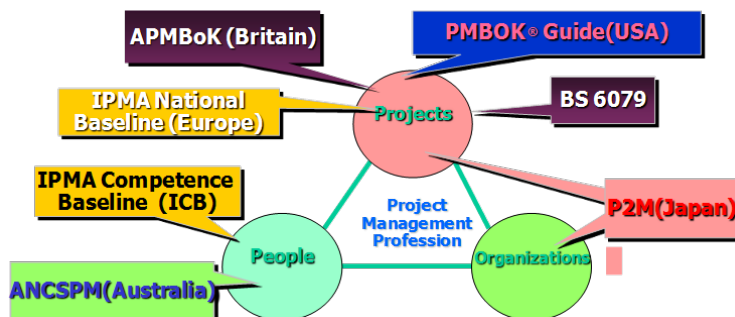 APMBoK (Britain)
PMBOK® Guide(USA)
IPMA National
Baseline (Europe)
Projects
BS 6079
IPMA Competence
Baseline (ICB)
Project
Management
Profession
P2M(Japan)
People
Organizations
ANCSPM(Australia)